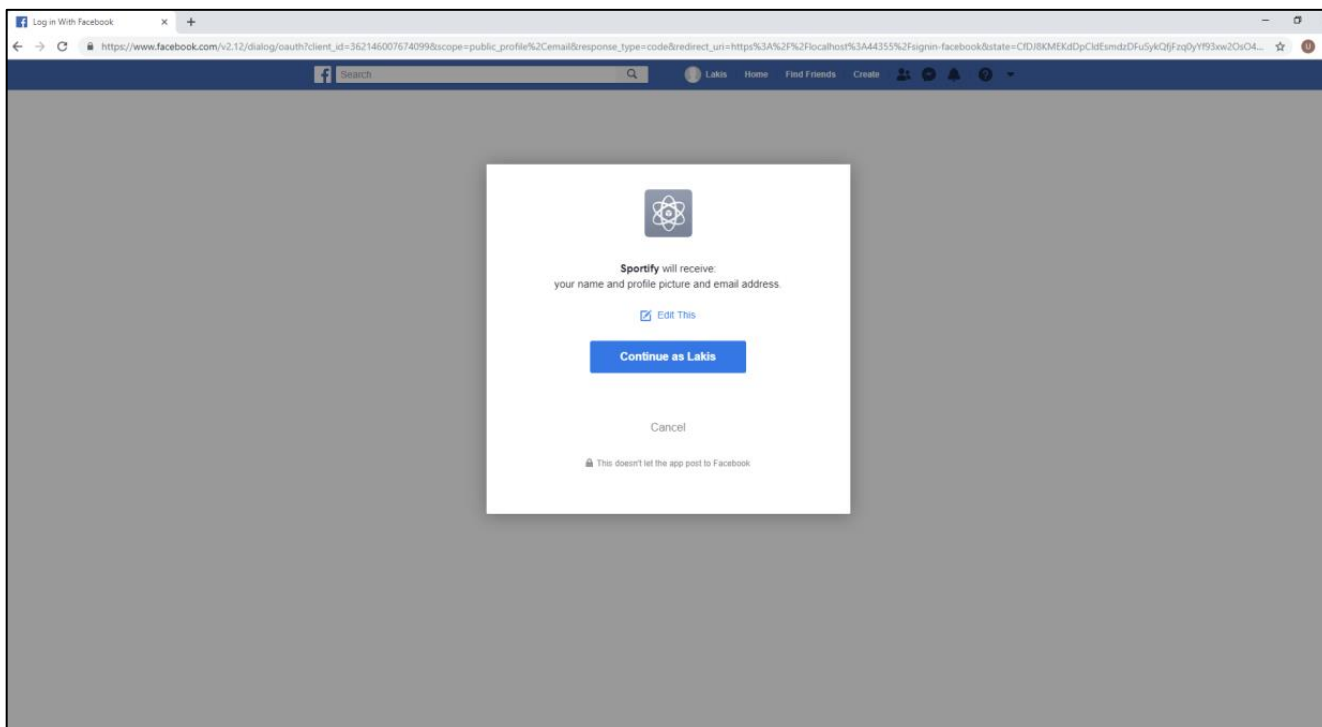 Log in With Facebook
https://www.facebook.com/v2.12/dialog/oauth?client_id=362146007674099&scope=public_profile%2Cemail&response_type=code&redirect_uri=https%3A%2F%2Flocalhost%3A44355%2Fsignin-facebook&state=
Search
Lakis Home Find Friends Create
U
Sportify will receive:
your name and profile picture and email address.
Edit This
Continue as Lakis
Cancel
This doesn't let the app post to Facebook